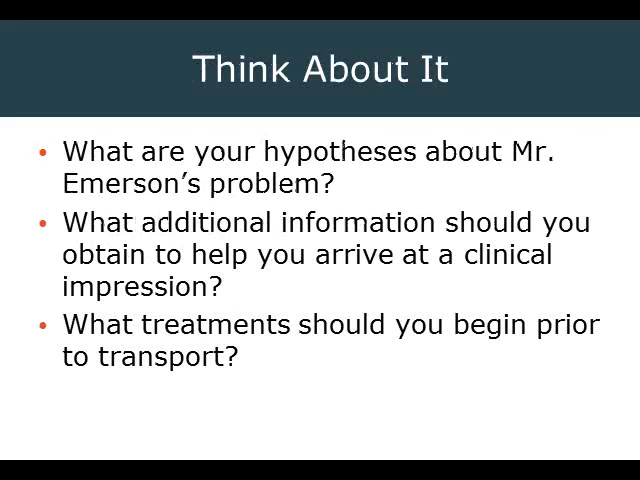 Think About It
• What are your hypotheses about Mr.
Emerson's problem?
• What additional information should you
obtain to help you arrive at a clinical
impression?
• What treatments should you begin prior
to transport?